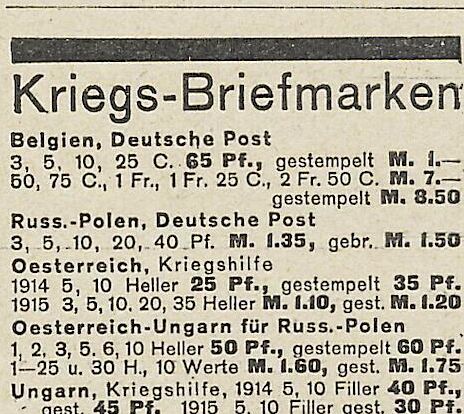 Kriegs-Briefmarken
Belgien, Deutsche Post
3, 5, 10, 25 C. 65 Pf., gestempelt M. 1.—
50, 75 C., 1 Fr., 1 Fr. 25 C., 2 Fr. 50 C. M. 7.—
gestempelt M. 8.50
Russ.-Polen, Deutsche Post
3, 5, 10, 20, 40 Pf. M. 1.35, gebr. M. 1.50
Oesterreich, Kriegshilfe
1914 5, 10 Heller 25 Pf., gestempelt 35 Pf.
1915 3, 5, 10, 20, 35 Heller M. 1.10, gest. M. 1.20
Oesterreich-Ungarn für Russ.-Polen
1, 2, 3, 5, 6, 10 Heller 50 Pf., gestempelt 60 Pf.
1—25 u. 30 H., 10 Werte M. 1.60, gest. M. 1.75
Ungarn, Kriegshilfe, 1914 5, 10 Filler 40 Pf.,
gest. 45 Pf. 1915 5, 10 Filler gest. 30 Pf.